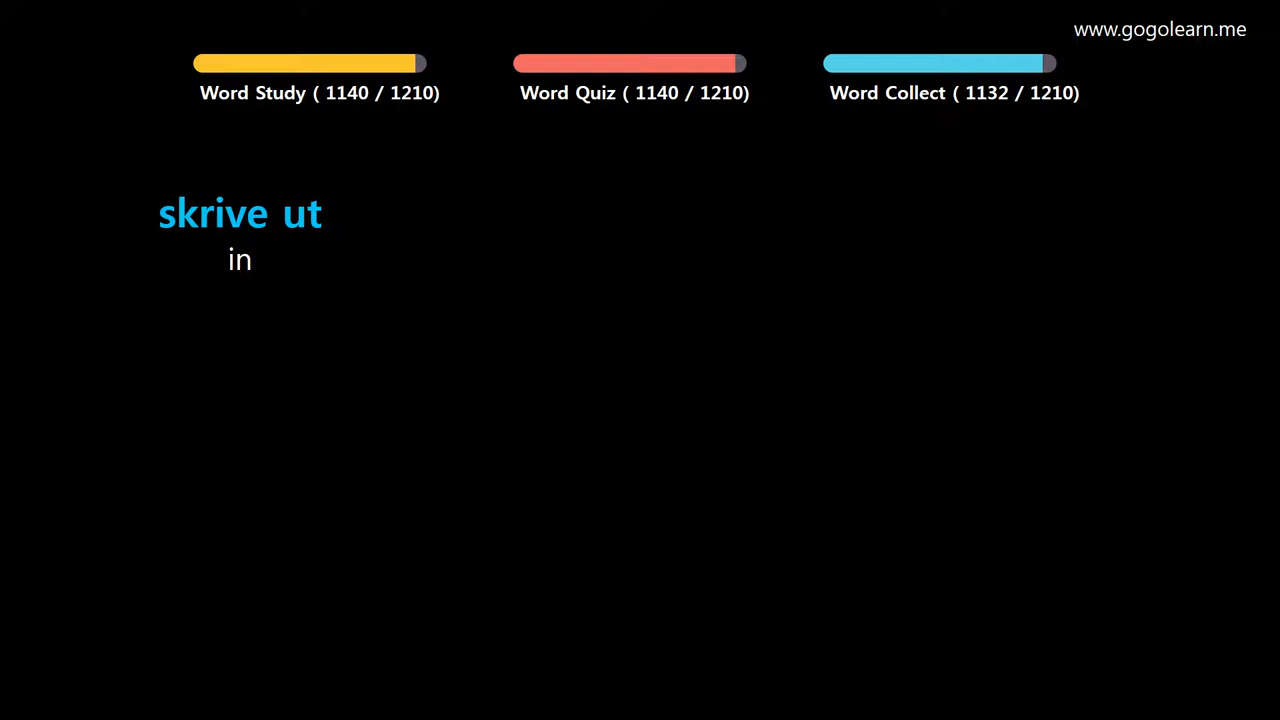 www.gogolearn.me
Word Study ( 1140 / 1210)
Word Quiz ( 1140 / 1210)
Word Collect ( 1132 / 1210)
skrive ut
in